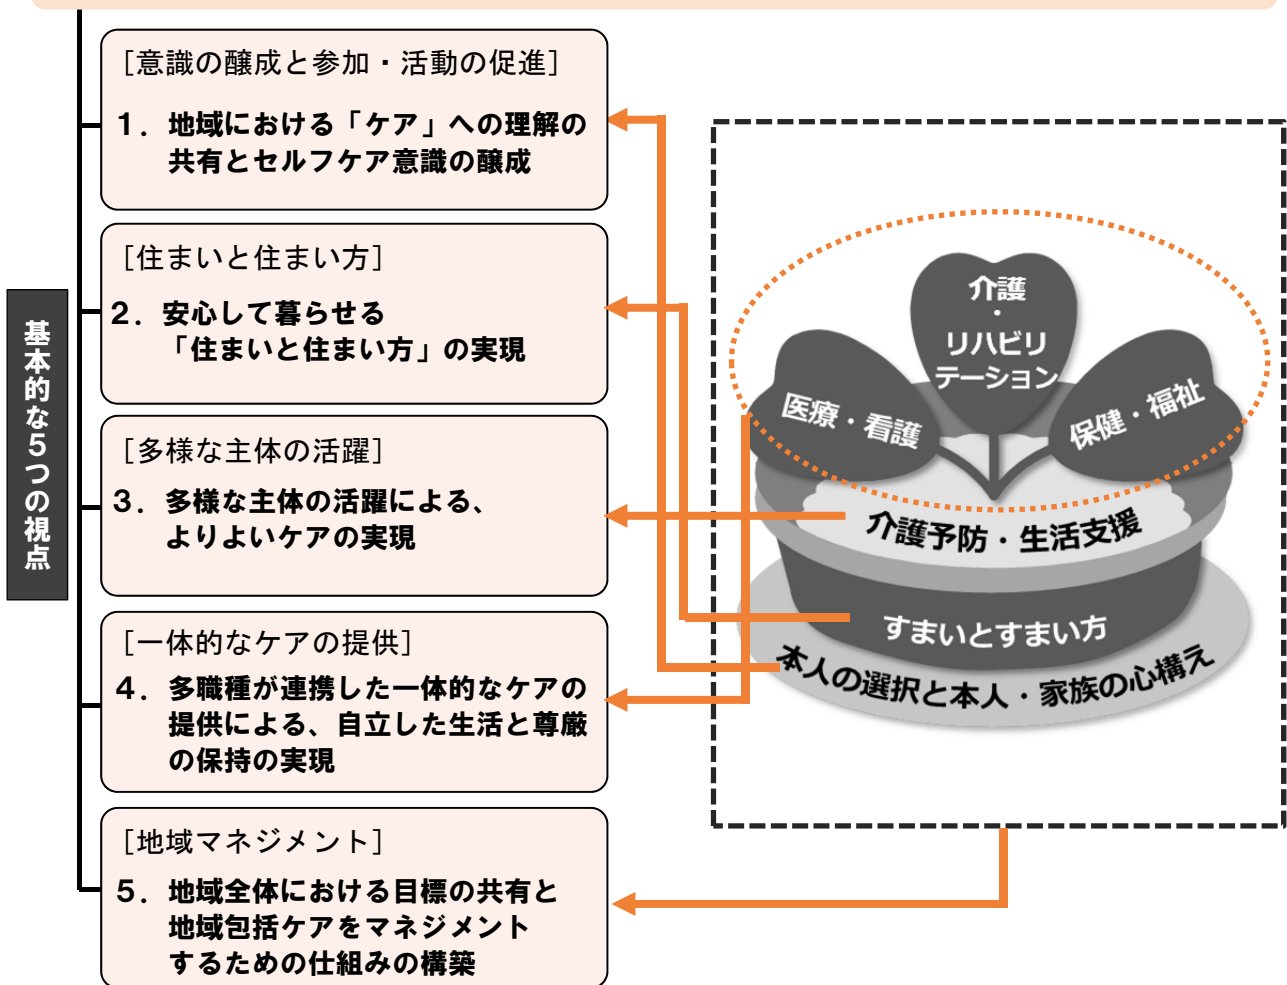 基本的な5つの視点
［意識の醸成と参加・活動の促進］
１．地域における「ケア」への理解の
共有とセルフケア意識の醸成
［住まいと住まい方］
２．安心して暮らせる
「住まいと住まい方」の実現
［多様な主体の活躍］
３．多様な主体の活躍による、
よりよいケアの実現
［一体的なケアの提供］
４．多職種が連携した一体的なケアの
提供による、自立した生活と尊厳
の保持の実現
［地域マネジメント］
５．地域全体における目標の共有と
地域包括ケアをマネジメント
するための仕組みの構築
介護
・
リハビリ
テーション
医療・看護
保健・福祉
介護予防・生活支援
すまいとすまい方
本人の選択と本人・家族の心構え